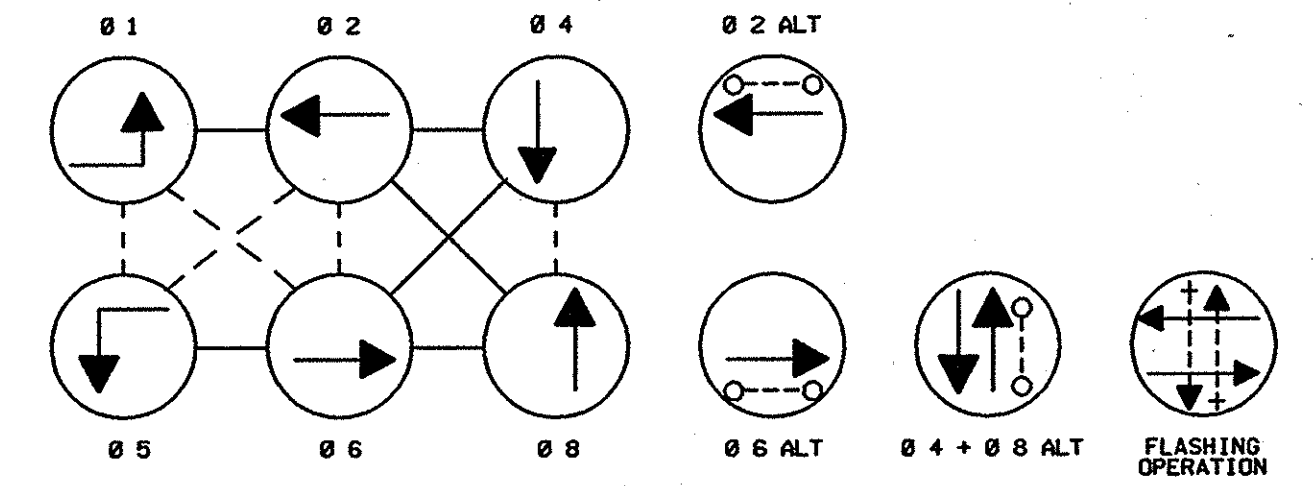 Ø 1
Ø 2
Ø 4
Ø 2 ALT
Ø 5
Ø 6
Ø 8
Ø 6 ALT
Ø 4 + Ø 8 ALT
FLASHING
OPERATION